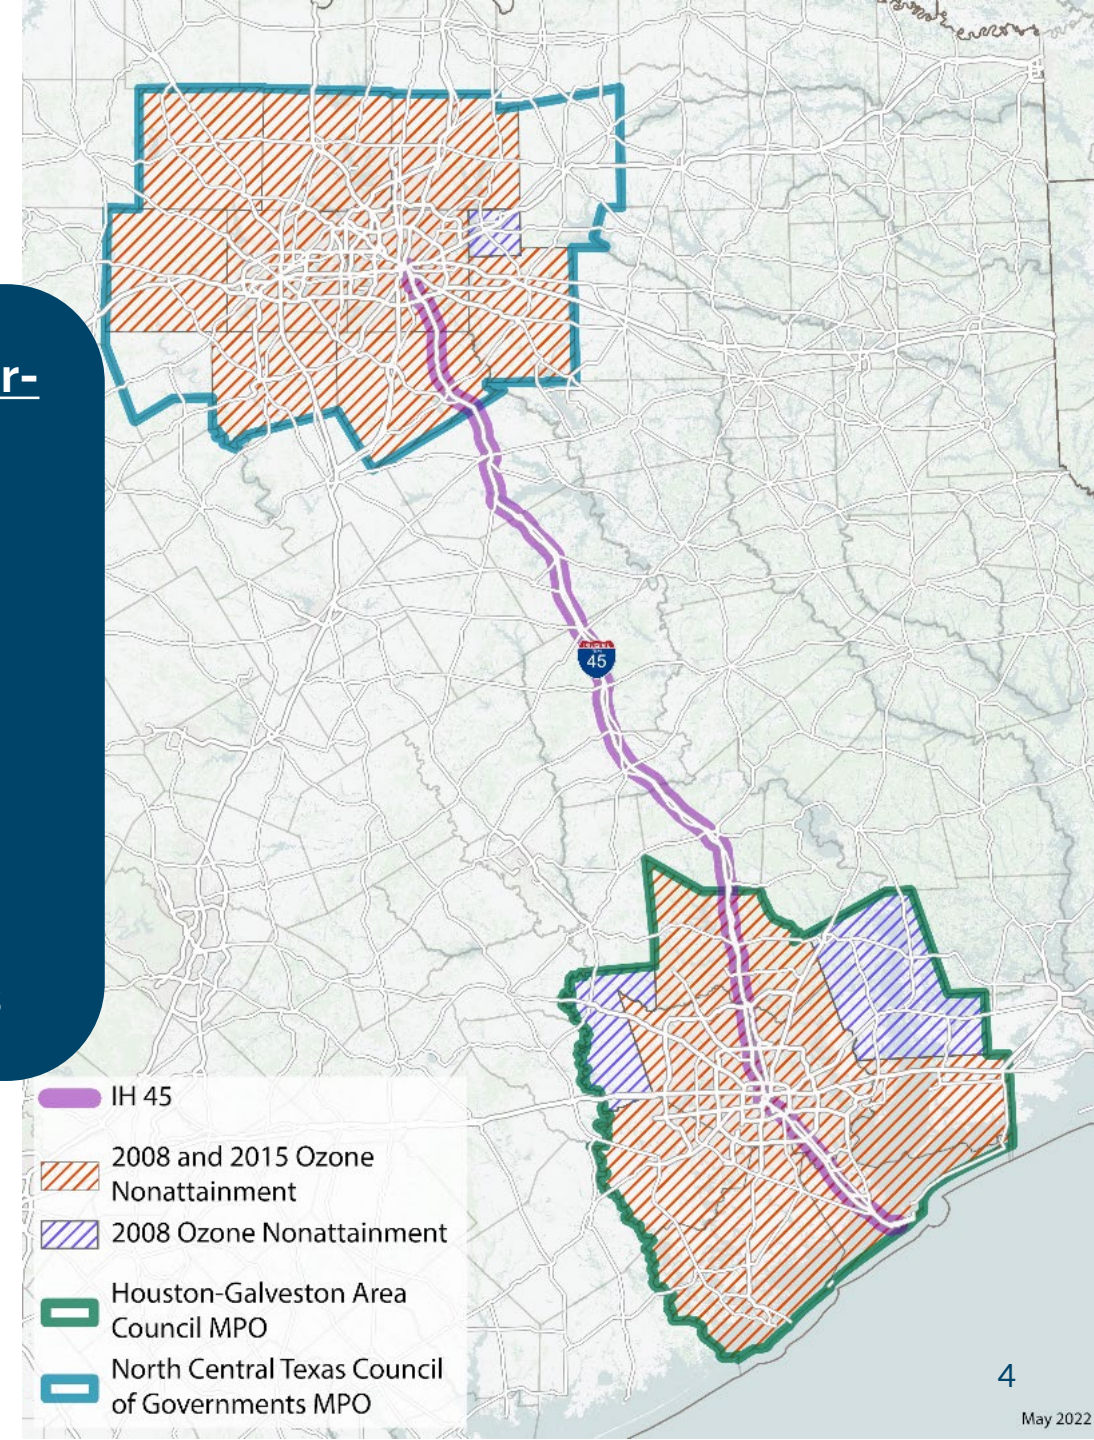 r-
45
IH 45
2008 and 2015 Ozone
Nonattainment
2008 Ozone Nonattainment
Houston-Galveston Area
Council MPO
North Central Texas Council
of Governments MPO
4
May 2022